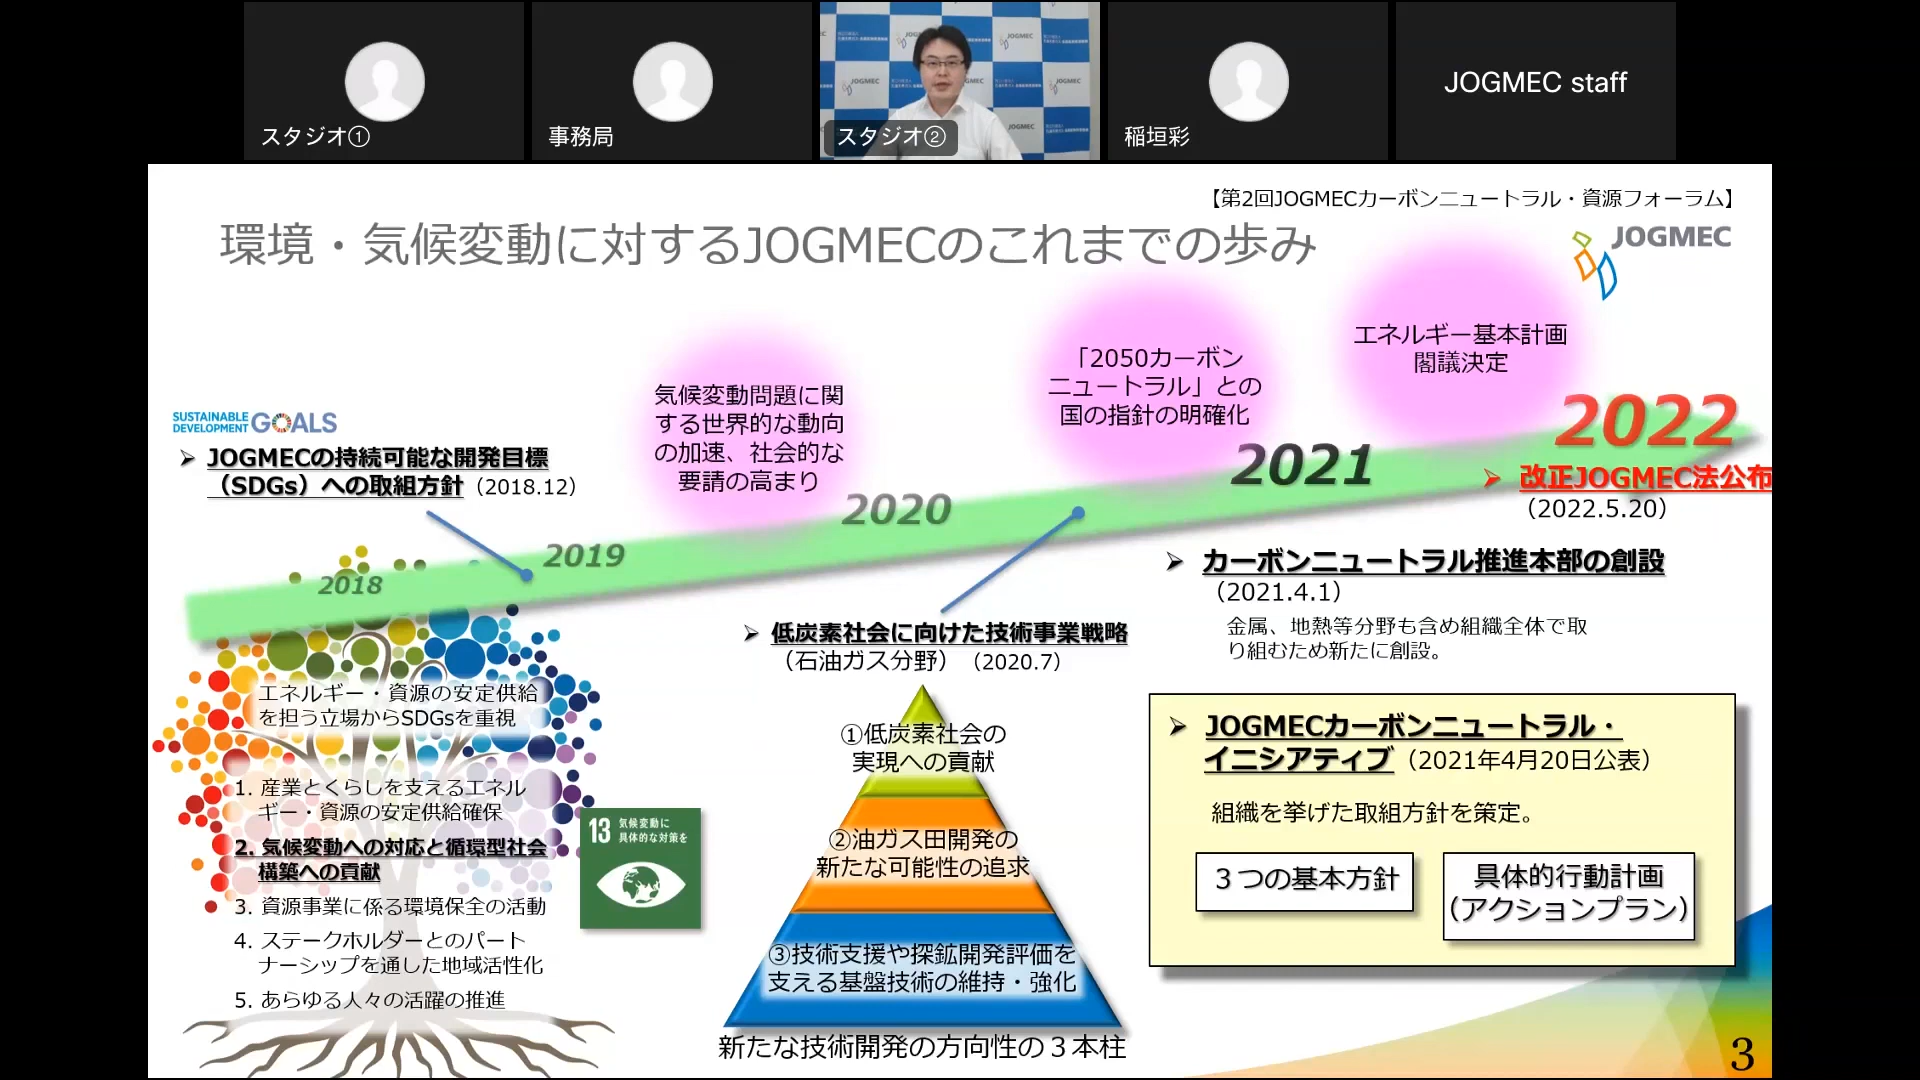 スタジオ①
事務局
JOGMEC
JOGMEC
JOGMEC
JOGMEC
スタジオ②
稲垣彩
JOGMEC staff
【第2回JOGMECカーボンニュートラル・資源フォーラム】
環境・気候変動に対するJOGMECのこれまでの歩み
JOGMEC
エネルギー基本計画
閣議決定
「2050カーボン
ニュートラル」との
国の指針の明確化
気候変動問題に関
する世界的な動向
の加速、社会的な
要請の高まり
SUSTAINABLE
DEVELOPMENT
GOALS
➢ JOGMECの持続可能な開発目標
（SDGs）への取組方針（2018.12）
2018
2019
2020
2021
2022
➢ 改正JOGMEC法公布
（2022.5.20）
➢ カーボンニュートラル推進本部の創設
（2021.4.1）
金属、地熱等分野も含め組織全体で取
り組むため新たに創設。
➢ 低炭素社会に向けた技術事業戦略
（石油ガス分野）（2020.7）
エネルギー・資源の安定供給
を担う立場からSDGsを重視
1. 産業とくらしを支えるエネル
ギー・資源の安定供給確保
2. 気候変動への対応と循環型社会
構築への貢献
3. 資源事業に係る環境保全の活動
4. ステークホルダーとのパート
ナーシップを通した地域活性化
5. あらゆる人々の活躍の推進
13 気候変動に
具体的な対策を
①低炭素社会の
実現への貢献
②油ガス田開発の
新たな可能性の追求
③技術支援や探鉱開発評価を
支える基盤技術の維持・強化
新たな技術開発の方向性の３本柱
➢ JOGMECカーボンニュートラル・
イニシアティブ（2021年4月20日公表）
組織を挙げた取組方針を策定。
３つの基本方針
具体的行動計画
（アクションプラン）
3